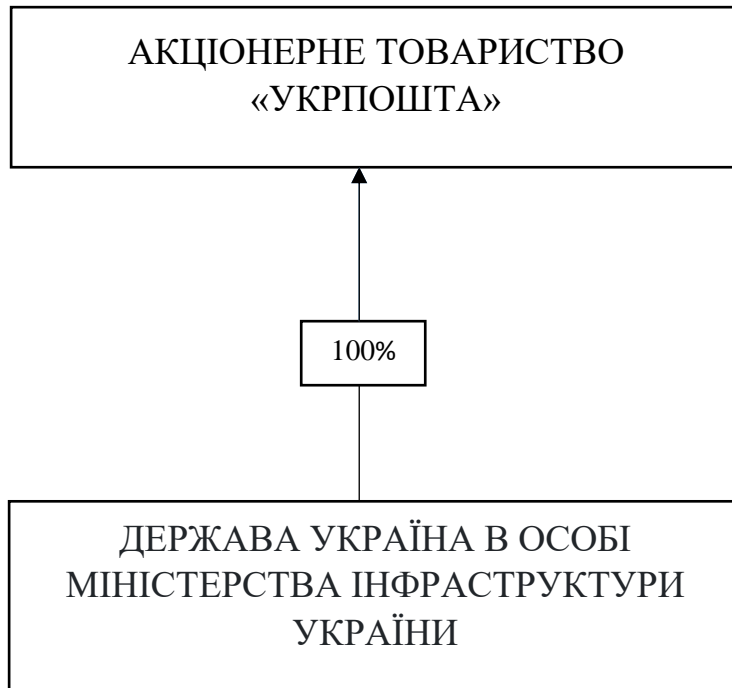 АКЦІОНЕРНЕ ТОВАРИСТВО
«УКРПОШТА»
100%
ДЕРЖАВА УКРАЇНА В ОСОБІ
МІНІСТЕРСТВА ІНФРАСТРУКТУРИ
УКРАЇНИ